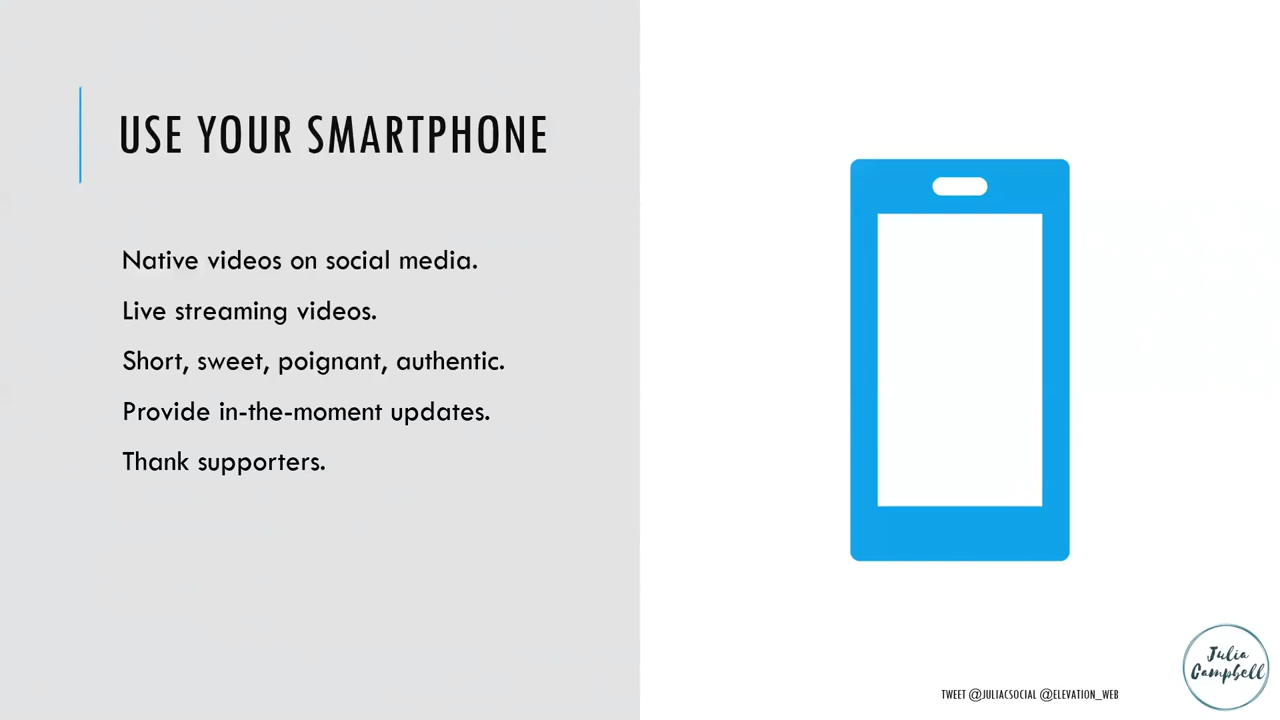 USE YOUR SMARTPHONE
Native videos on social media.
Live streaming videos.
Short, sweet, poignant, authentic.
Provide in-the-moment updates.
Thank supporters.
TWEET @JULIACSOCIAL @ELEVATION_WEB
Julia
Campbell